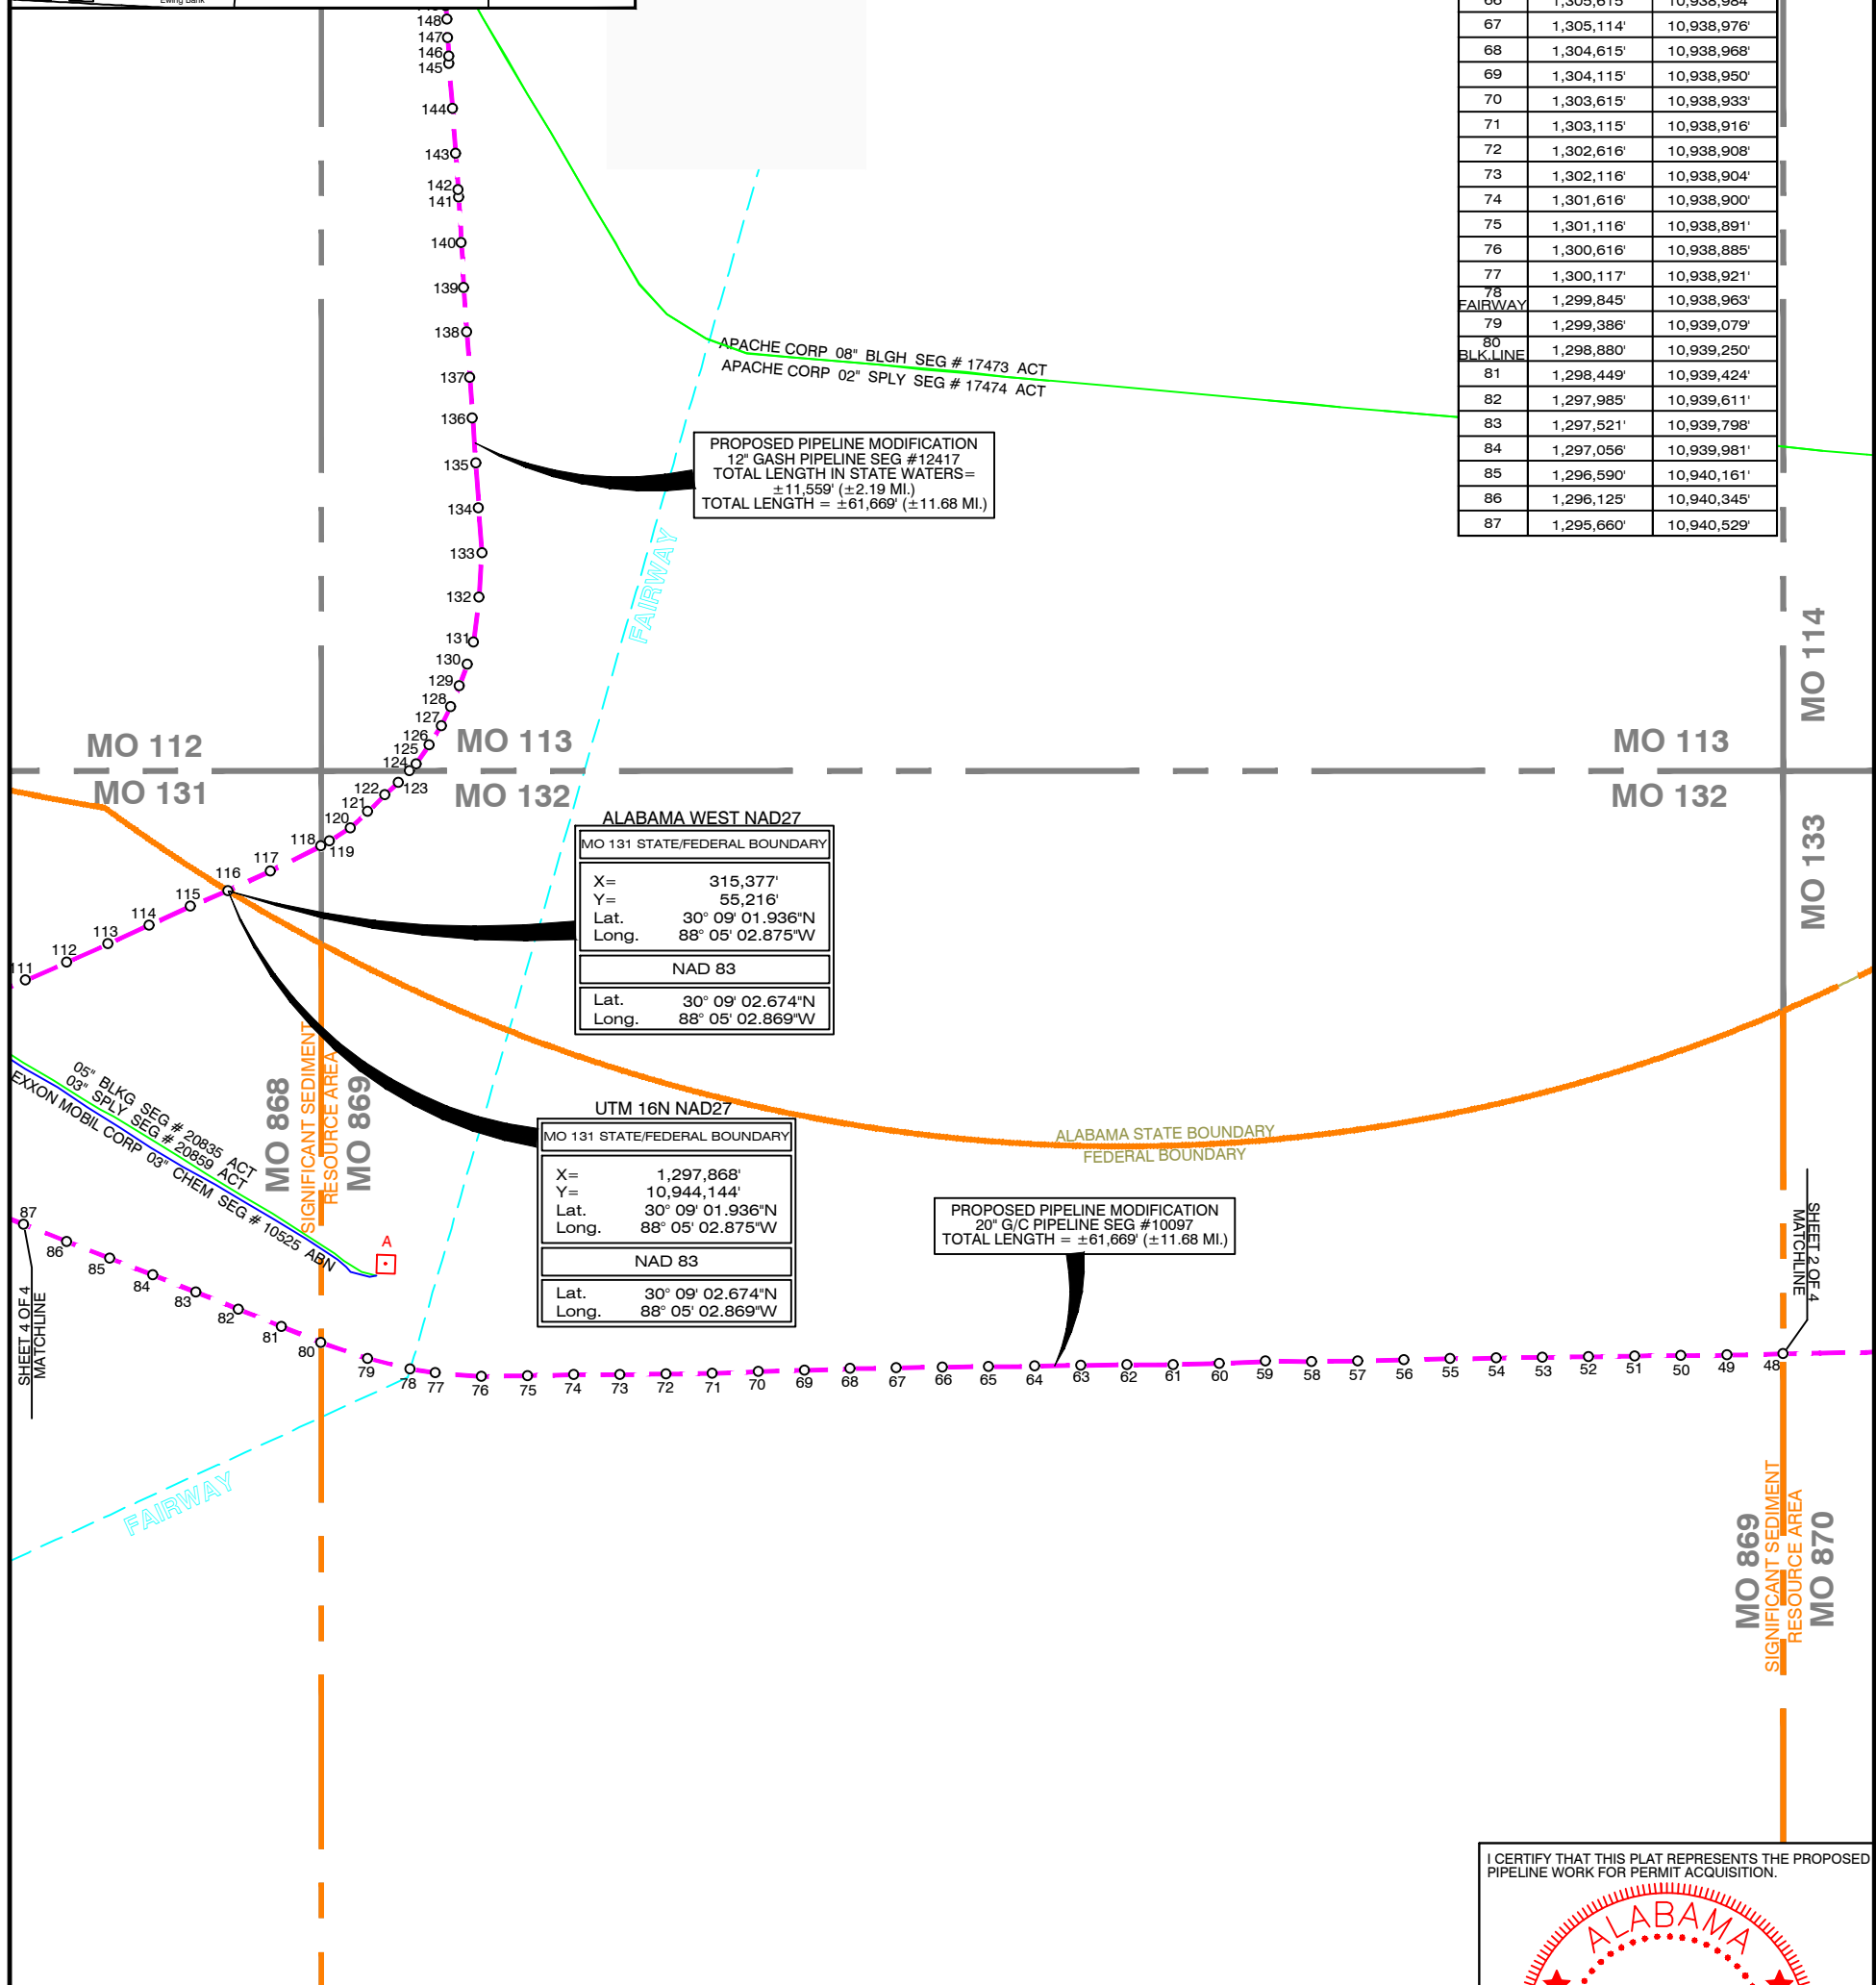 Ewing Bank
148
147
146
145
144
143
142
141
140
139
138
137
136
135
134
133
132
131
130
129
128
127
126
125
124
123
122
121
120
119
118
117
116
115
114
113
112
111
66 1,305,615' 10,938,984'
67 1,305,114' 10,938,976'
68 1,304,615' 10,938,968'
69 1,304,115' 10,938,950'
70 1,303,615' 10,938,933'
71 1,303,115' 10,938,916'
72 1,302,616' 10,938,908'
73 1,302,116' 10,938,904'
74 1,301,616' 10,938,900'
75 1,301,116' 10,938,891'
76 1,300,616' 10,938,885'
77 1,300,117' 10,938,921'
78 FAIRWAY 1,299,845' 10,938,963'
79 1,299,386' 10,939,079'
80 BLK.LINE 1,298,880' 10,939,250'
81 1,298,449' 10,939,424'
82 1,297,985' 10,939,611'
83 1,297,521' 10,939,798'
84 1,297,056' 10,939,981'
85 1,296,590' 10,940,161'
86 1,296,125' 10,940,345'
87 1,295,660' 10,940,529'
APACHE CORP 08" BLGH SEG # 17473 ACT
APACHE CORP 02" SPLY SEG # 17474 ACT
PROPOSED PIPELINE MODIFICATION
12" GASH PIPELINE SEG #12417
TOTAL LENGTH IN STATE WATERS=
±11,559' (±2.19 MI.)
TOTAL LENGTH = ±61,669' (±11.68 MI.)
FAIRWAY
MO 114
MO 112
MO 113
MO 113
MO 131
MO 132
MO 132
MO 133
ALABAMA WEST NAD27
MO 131 STATE/FEDERAL BOUNDARY
X= 315,377'
Y= 55,216'
Lat. 30° 09' 01.936"N
Long. 88° 05' 02.875"W
NAD 83
Lat. 30° 09' 02.674"N
Long. 88° 05' 02.869"W
05" BLKG SEG # 20835 ACT
03" SPLY SEG # 20859 ACT
EXXON MOBIL CORP 03" CHEM SEG # 10525 ABN
MO 868
SIGNIFICANT SEDIMENT
RESOURCE AREA
MO 869
UTM 16N NAD27
MO 131 STATE/FEDERAL BOUNDARY
X= 1,297,868'
Y= 10,944,144'
Lat. 30° 09' 01.936"N
Long. 88° 05' 02.875"W
NAD 83
Lat. 30° 09' 02.674"N
Long. 88° 05' 02.869"W
ALABAMA STATE BOUNDARY
FEDERAL BOUNDARY
PROPOSED PIPELINE MODIFICATION
20" G/C PIPELINE SEG #10097
TOTAL LENGTH = ±61,669' (±11.68 MI.)
SHEET 2 OF 4
MATCHLINE
A
SHEET 4 OF 4
MATCHLINE
87
86
85
84
83
82
81
80
79
78
77
76
75
74
73
72
71
70
69
68
67
66
65
64
63
62
61
60
59
58
57
56
55
54
53
52
51
50
49
48
FAIRWAY
MO 869
SIGNIFICANT SEDIMENT
RESOURCE AREA
MO 870
I CERTIFY THAT THIS PLAT REPRESENTS THE PROPOSED
PIPELINE WORK FOR PERMIT ACQUISITION.
ALABAMA